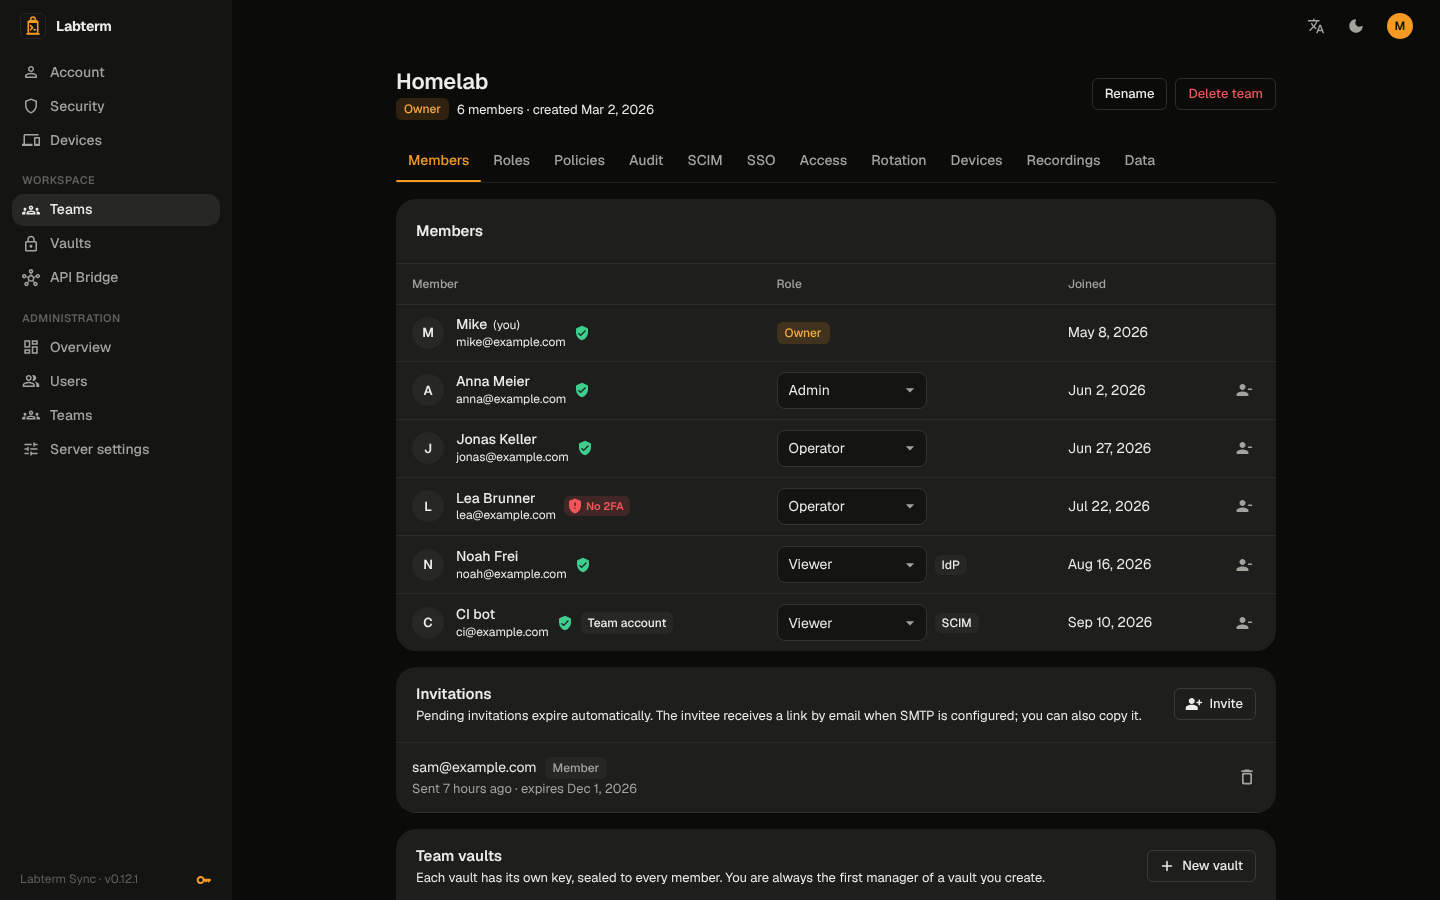 Labterm
Account
Security
Devices
WORKSPACE
Teams
Vaults
API Bridge
ADMINISTRATION
Overview
Users
Teams
Server settings
Labterm Sync · v0.12.1
M
Homelab
Owner 6 members · created Mar 2, 2026
Rename Delete team
Members Roles Policies Audit SCIM SSO Access Rotation Devices Recordings Data
Members
Member Role Joined
M Mike (you) Owner May 8, 2026
mike@example.com
A Anna Meier Admin Jun 2, 2026
anna@example.com
J Jonas Keller Operator Jun 27, 2026
jonas@example.com
L Lea Brunner No 2FA Operator Jul 22, 2026
lea@example.com
N Noah Frei Viewer IdP Aug 16, 2026
noah@example.com
C CI bot Team account Viewer SCIM Sep 10, 2026
ci@example.com
Invitations
Pending invitations expire automatically. The invitee receives a link by email when SMTP is configured; you can also copy it.
Invite
sam@example.com Member
Sent 7 hours ago · expires Dec 1, 2026
Team vaults
Each vault has its own key, sealed to every member. You are always the first manager of a vault you create.
New vault